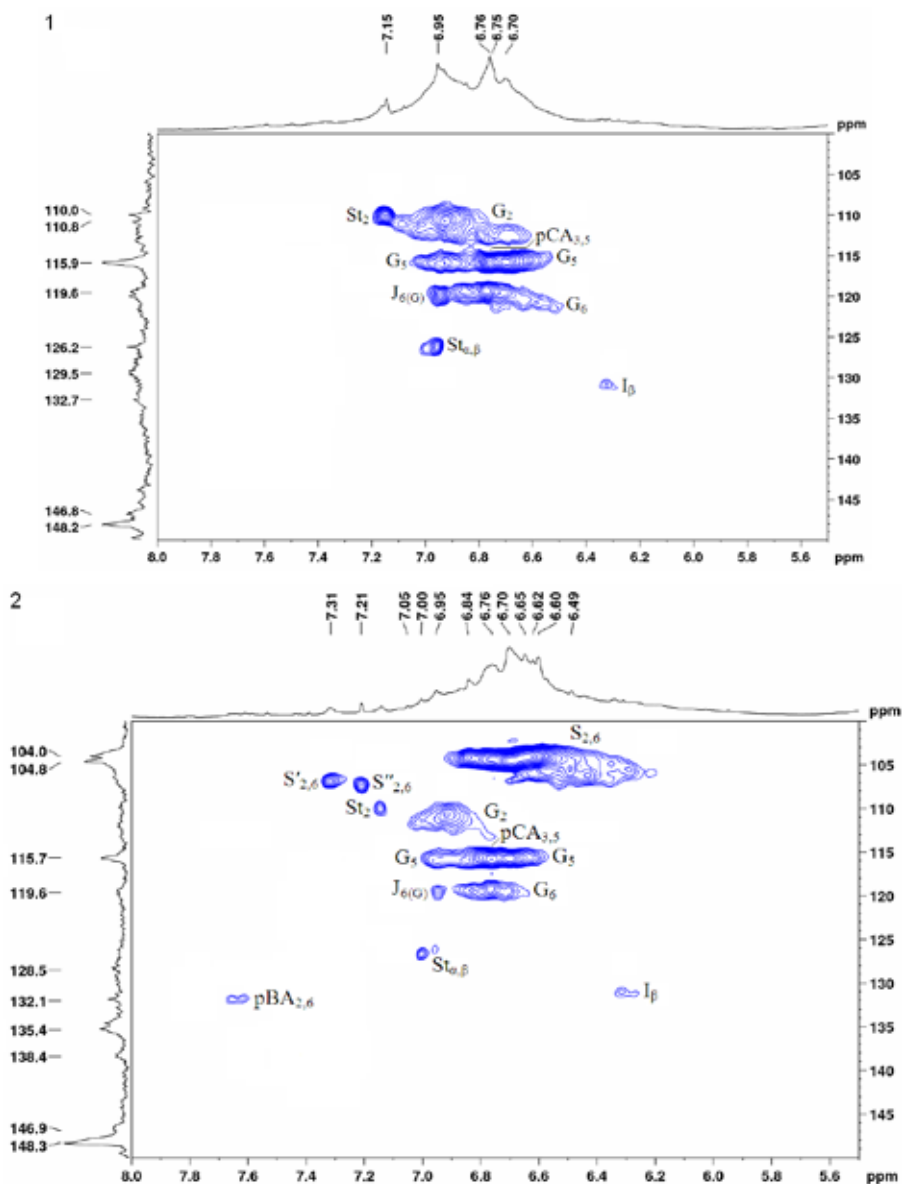 1
7.15
6.95
6.76
6.75
6.70
ppm
110.0
110.8
115.9
119.6
126.2
129.5
132.7
146.8
148.2
St2
G2
pCA3,5
G5 G5
J6(G) G6
Stα,β
Iβ
105
110
115
120
125
130
135
140
145
8.0 7.8 7.6 7.4 7.2 7.0 6.8 6.6 6.4 6.2 6.0 5.8 5.6 ppm
2
7.31
7.21
7.05
7.00
6.95
6.84
6.76
6.70
6.65
6.62
6.60
6.49
ppm
104.0
104.8
115.7
119.6
128.5
132.1
135.4
138.4
146.9
148.3
S2,6
S'2,6 S"2,6
St2
G2
pCA3,5
G5 G5
J6(G) G6
Stα,β
pBA2,6 Iβ
105
110
115
120
125
130
135
140
145
8.0 7.8 7.6 7.4 7.2 7.0 6.8 6.6 6.4 6.2 6.0 5.8 5.6 ppm